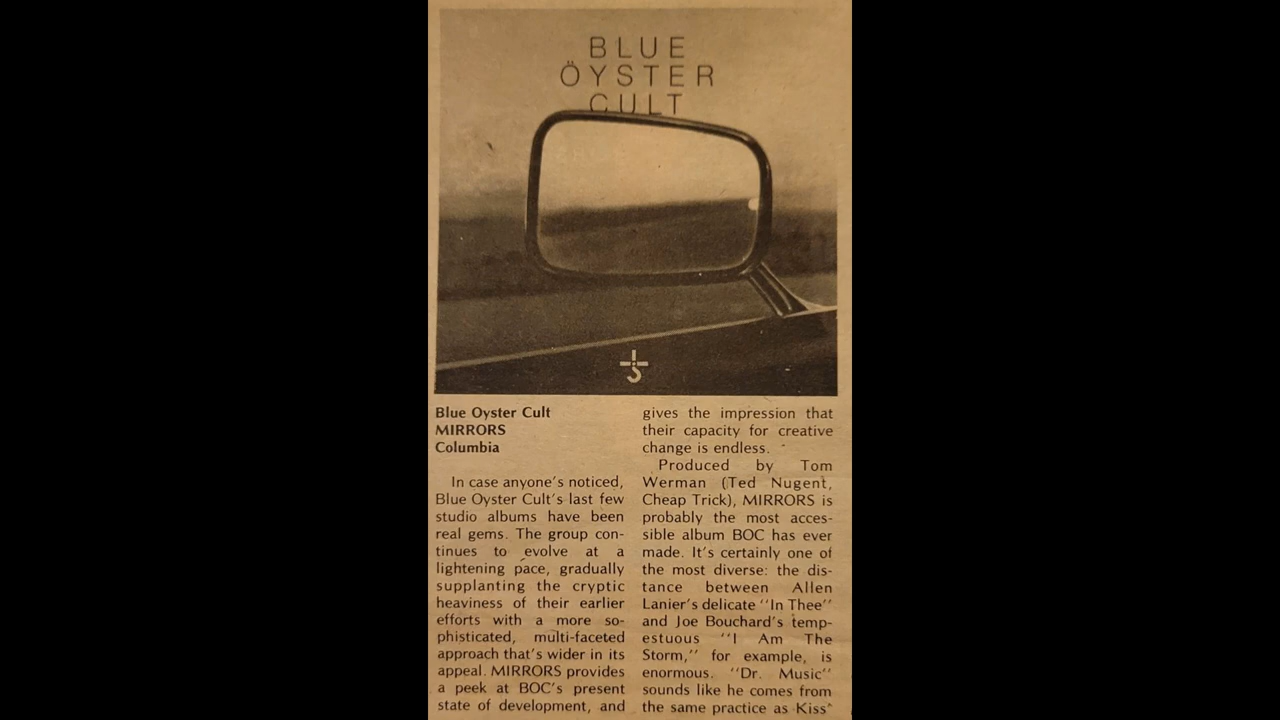 BLUE
ÖYSTER
CULT
Blue Oyster Cult
MIRRORS
Columbia
In case anyone's noticed,
Blue Oyster Cult's last few
studio albums have been
real gems. The group con-
tinues to evolve at a
lightening pace, gradually
supplanting the cryptic
heaviness of their earlier
efforts with a more so-
phisticated, multi-faceted
approach that's wider in its
appeal. MIRRORS provides
a peek at BOC's present
state of development, and
gives the impression that
their capacity for creative
change is endless.
Produced by Tom
Werman (Ted Nugent,
Cheap Trick), MIRRORS is
probably the most acces-
sible album BOC has ever
made. It's certainly one of
the most diverse: the dis-
tance between Allen
Lanier's delicate "In Thee"
and Joe Bouchard's temp-
estuous "I Am The
Storm," for example, is
enormous. "Dr. Music"
sounds like he comes from
the same practice as Kiss'